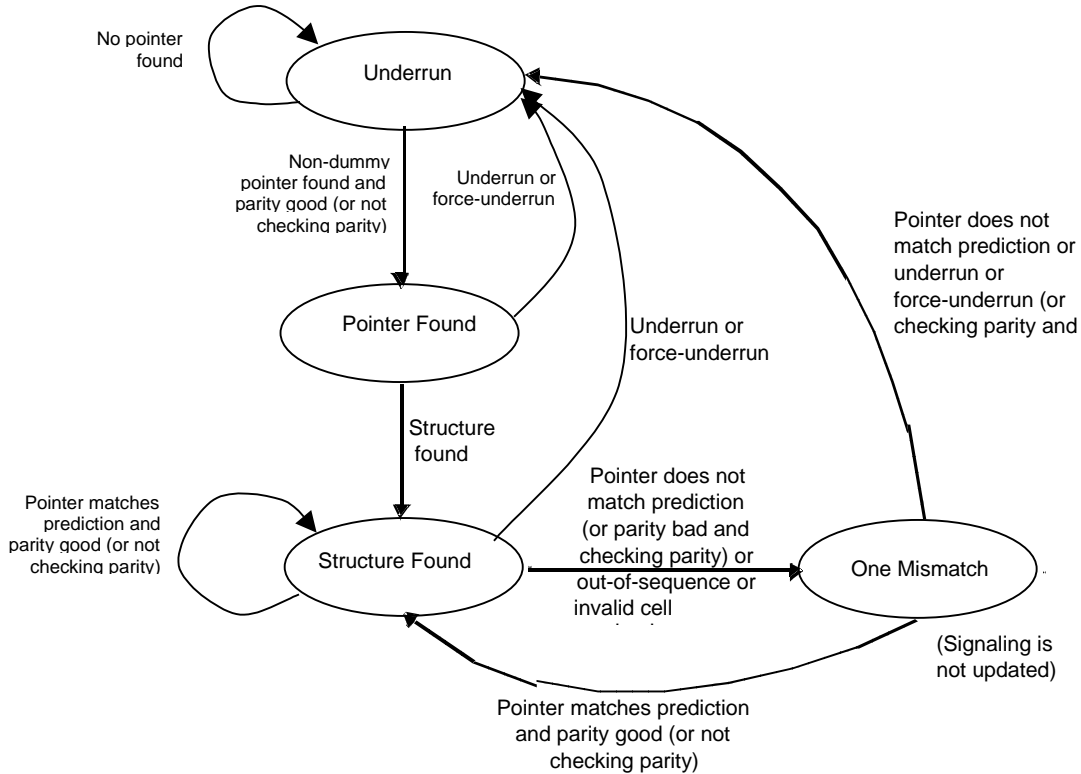 No pointer
found
Underrun
Non-dummy
pointer found and
parity good (or not
checking parity)
Underrun or
force-underrun
Pointer does not
match prediction or
underrun or
force-underrun (or
checking parity and
Pointer Found
Underrun or
force-underrun
Structure
found
Pointer matches
prediction and
parity good (or not
checking parity)
Structure Found
Pointer does not
match prediction
(or parity bad and
checking parity) or
out-of-sequence or
invalid cell
One Mismatch
(Signaling is
not updated)
Pointer matches prediction
and parity good (or not
checking parity)